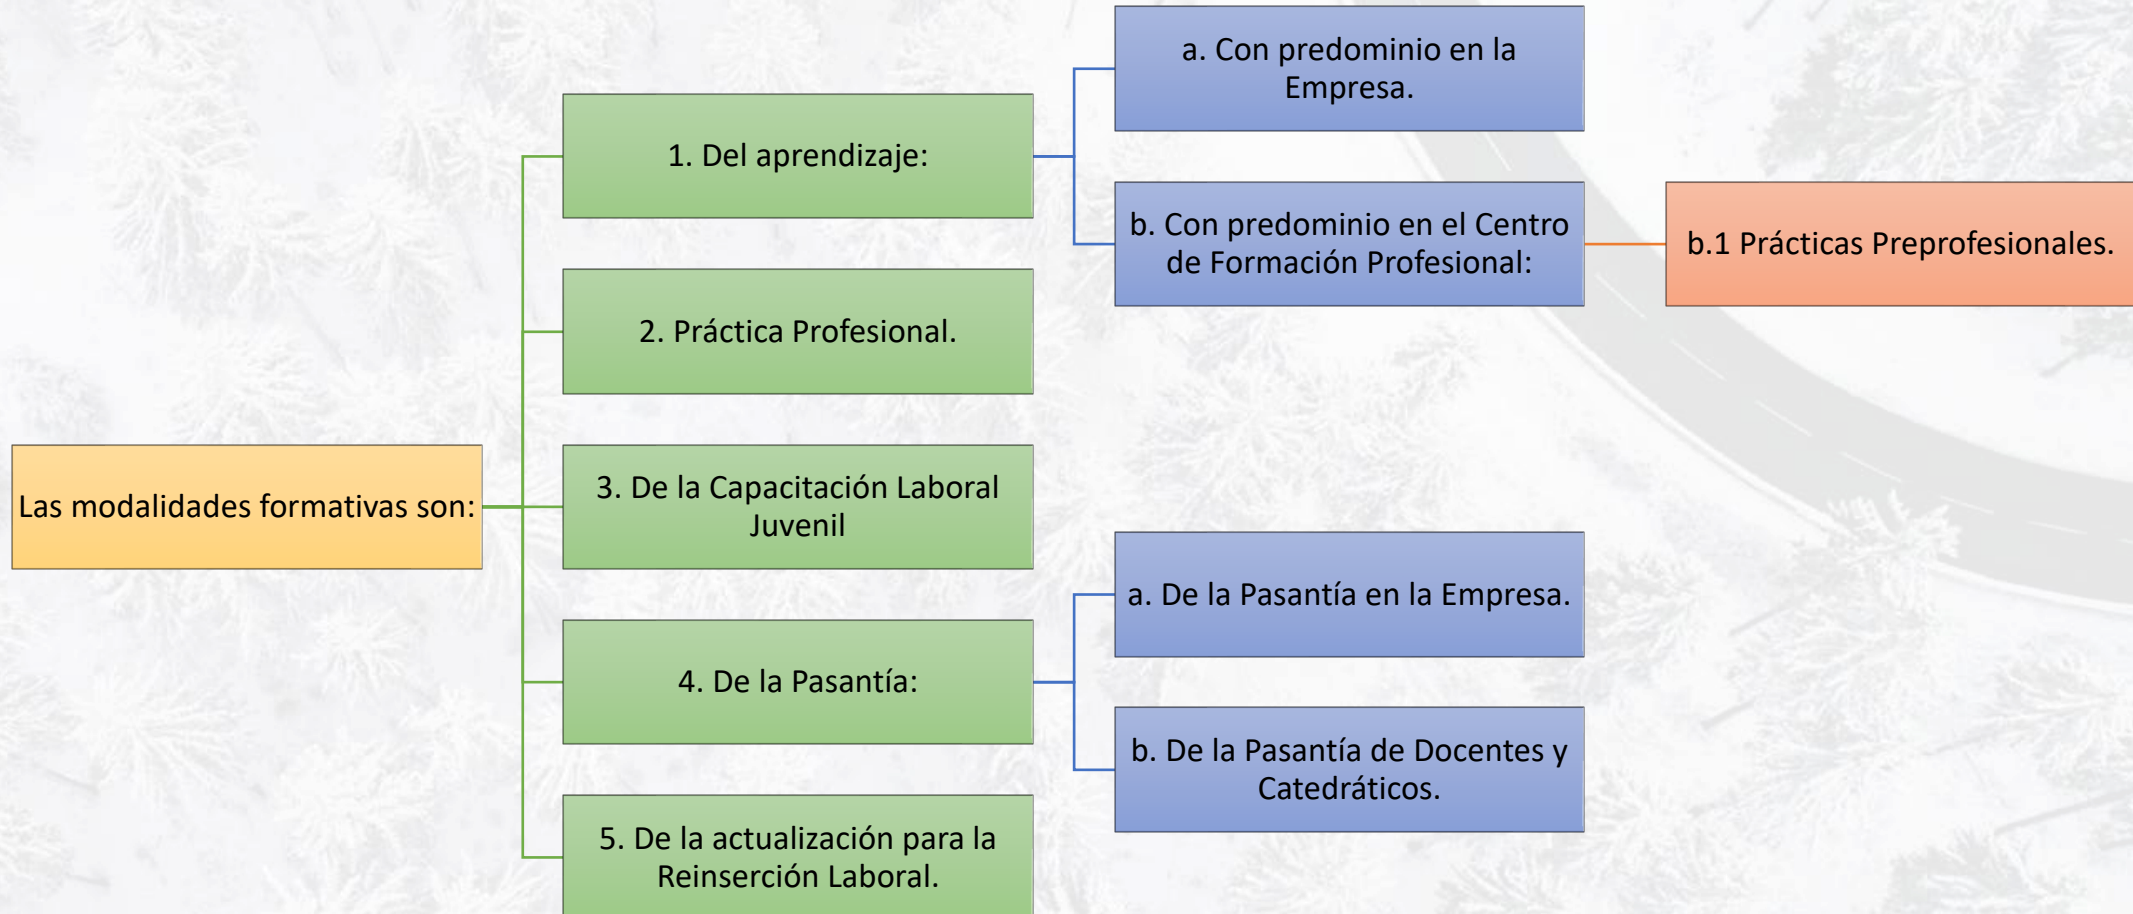 Las modalidades formativas son:
1. Del aprendizaje:
a. Con predominio en la
Empresa.
b. Con predominio en el Centro
de Formación Profesional:
b.1 Prácticas Preprofesionales.
2. Práctica Profesional.
3. De la Capacitación Laboral
Juvenil
4. De la Pasantía:
a. De la Pasantía en la Empresa.
b. De la Pasantía de Docentes y
Catedráticos.
5. De la actualización para la
Reinserción Laboral.